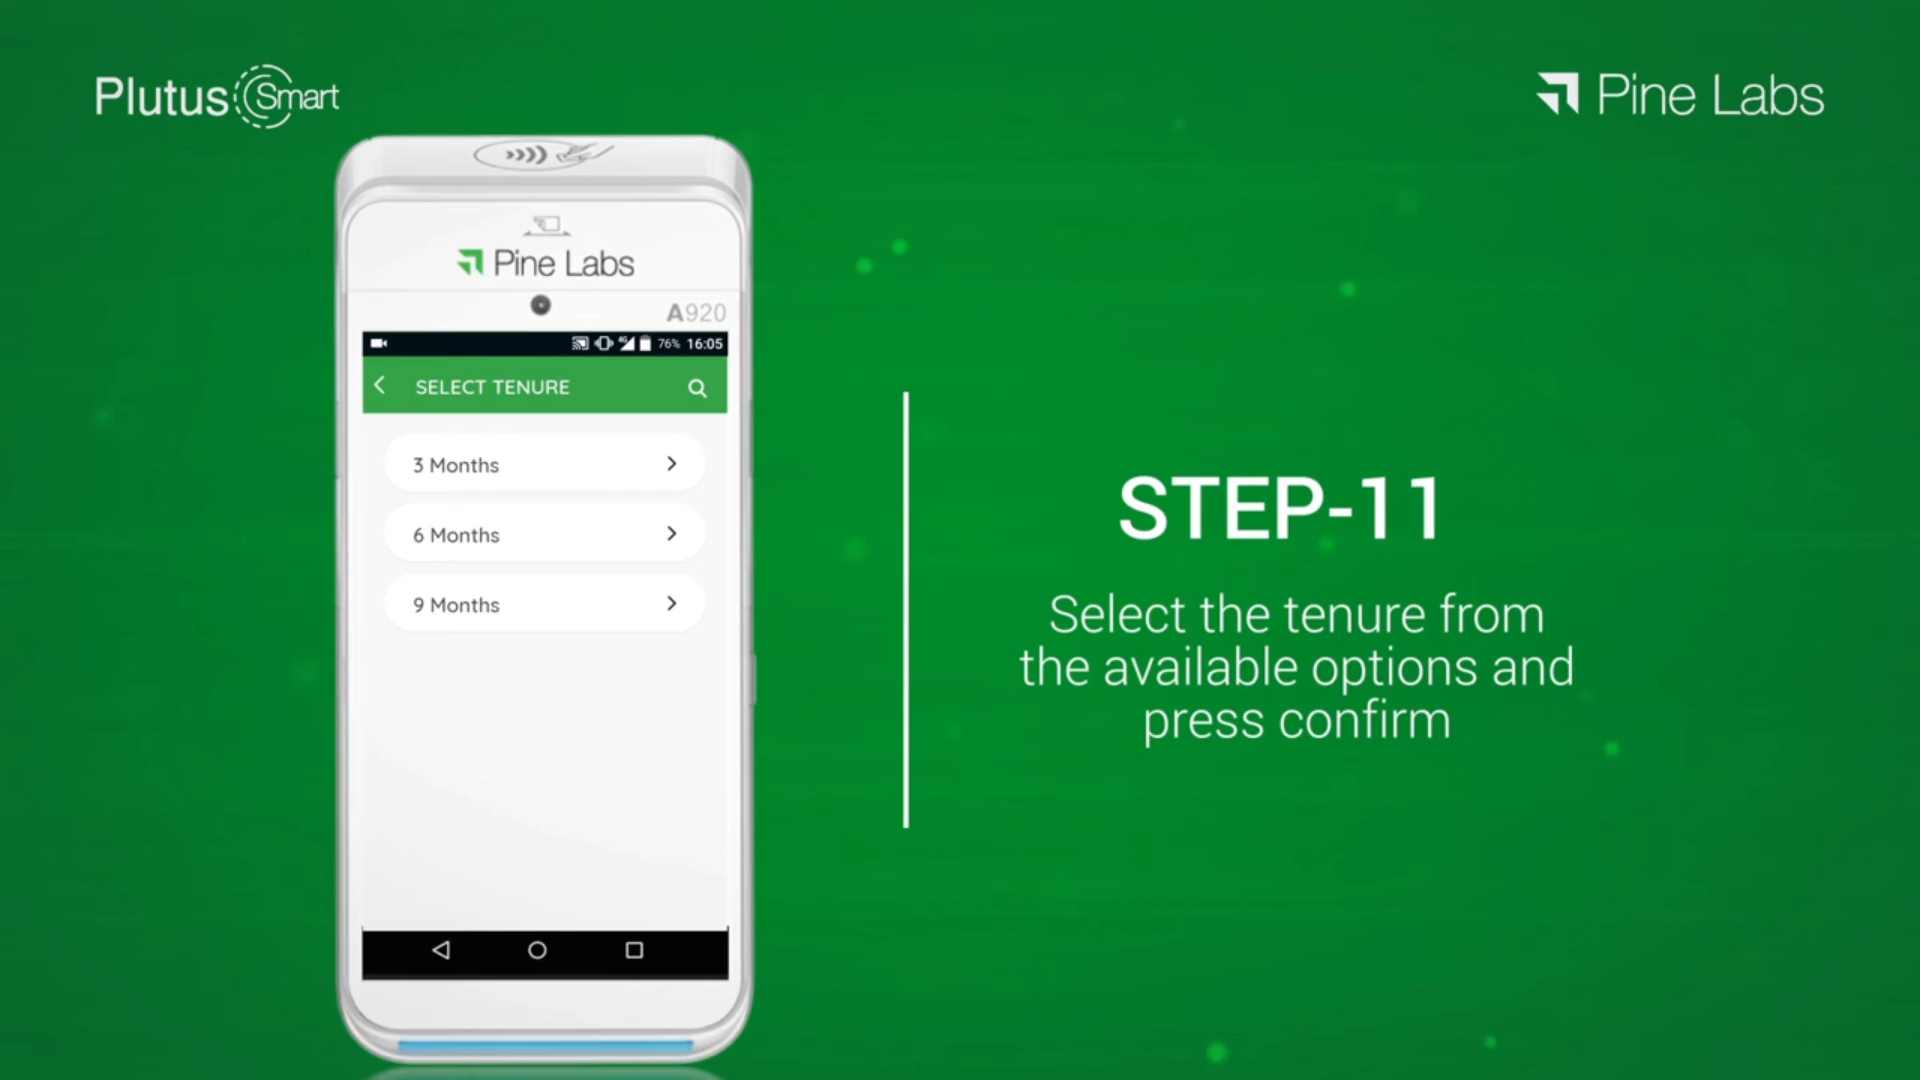 Plutus Smart
Pine Labs
Pine Labs
A920
4G 76% 16:05
SELECT TENURE
3 Months
6 Months
9 Months
STEP-11
Select the tenure from
the available options and
press confirm